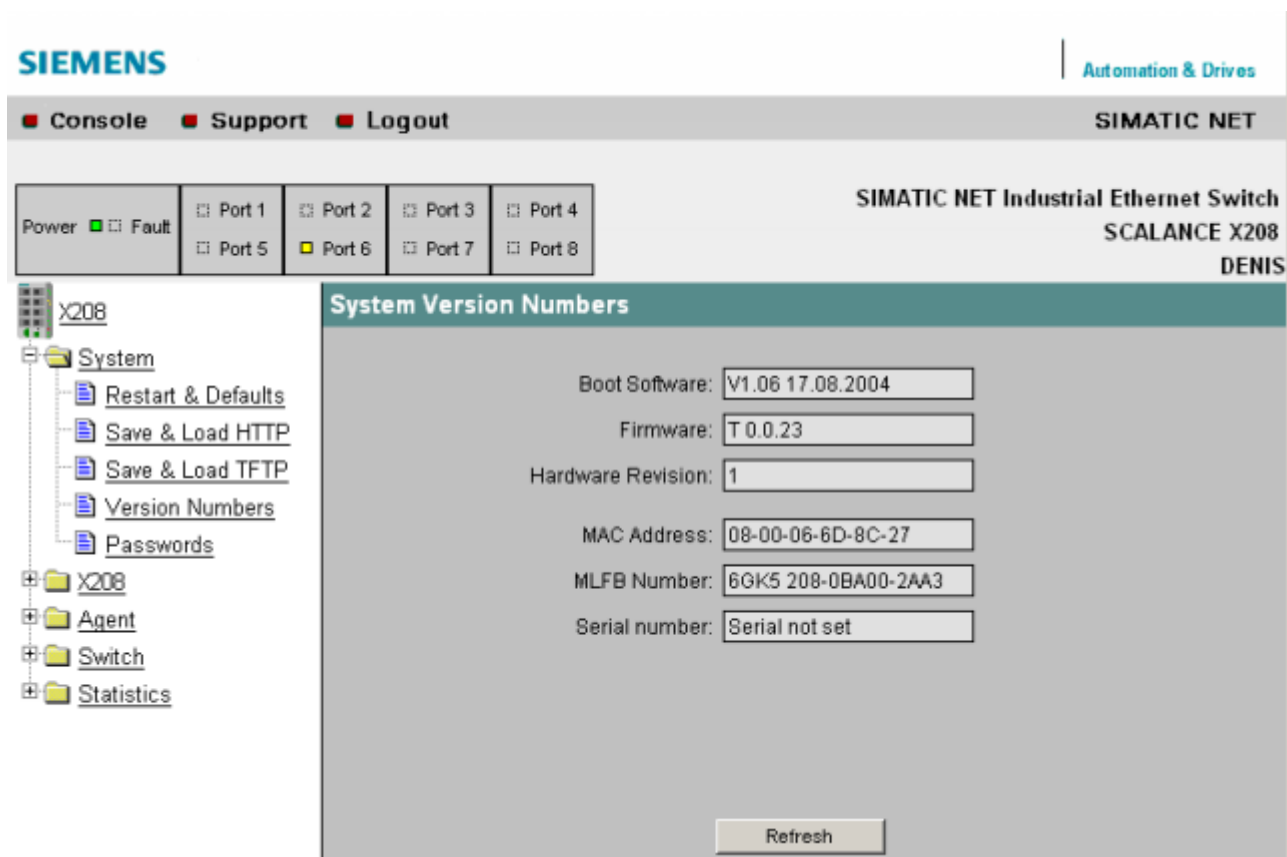 SIEMENS
Automation & Drives
Console Support Logout SIMATIC NET
Power Fault Port 1 Port 2 Port 3 Port 4
Port 5 Port 6 Port 7 Port 8
SIMATIC NET Industrial Ethernet Switch
SCALANCE X208
DENIS
X208
System
Restart & Defaults
Save & Load HTTP
Save & Load TFTP
Version Numbers
Passwords
X208
Agent
Switch
Statistics
System Version Numbers
Boot Software: V1.06 17.08.2004
Firmware: T 0.0.23
Hardware Revision: 1
MAC Address: 08-00-06-6D-8C-27
MLFB Number: 6GK5 208-0BA00-2AA3
Serial number: Serial not set
Refresh